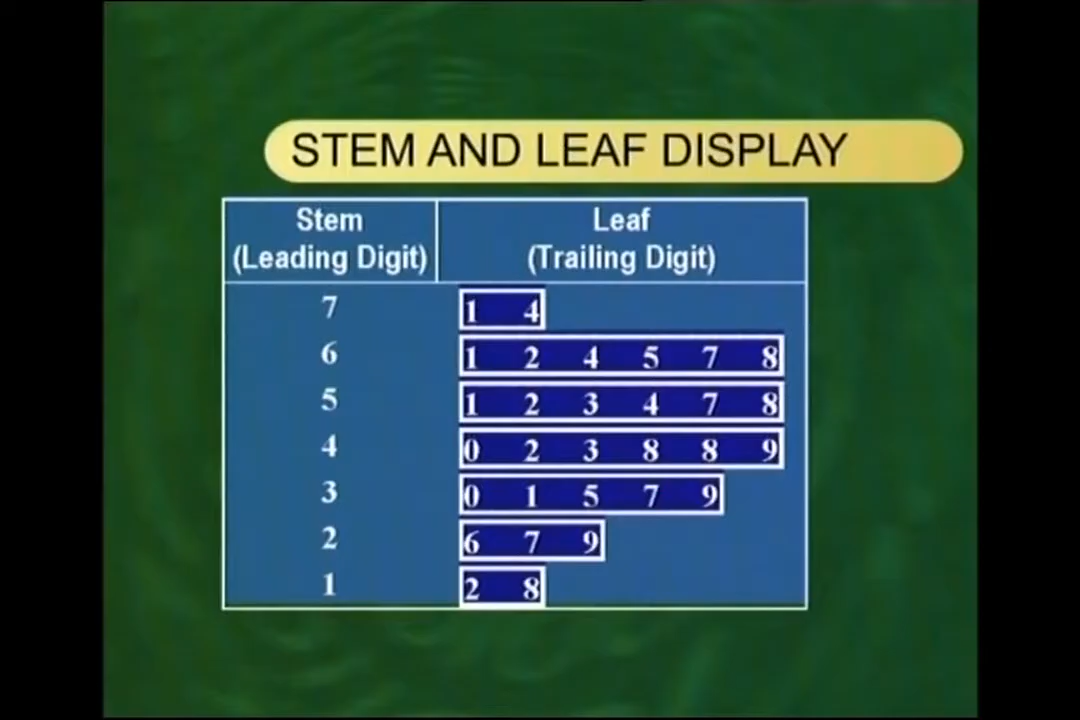 STEM AND LEAF DISPLAY
Stem Leaf
(Leading Digit) (Trailing Digit)
7 1 4
6 1 2 4 5 7 8
5 1 2 3 4 7 8
4 0 2 3 8 8 9
3 0 1 5 7 9
2 6 7 9
1 2 8